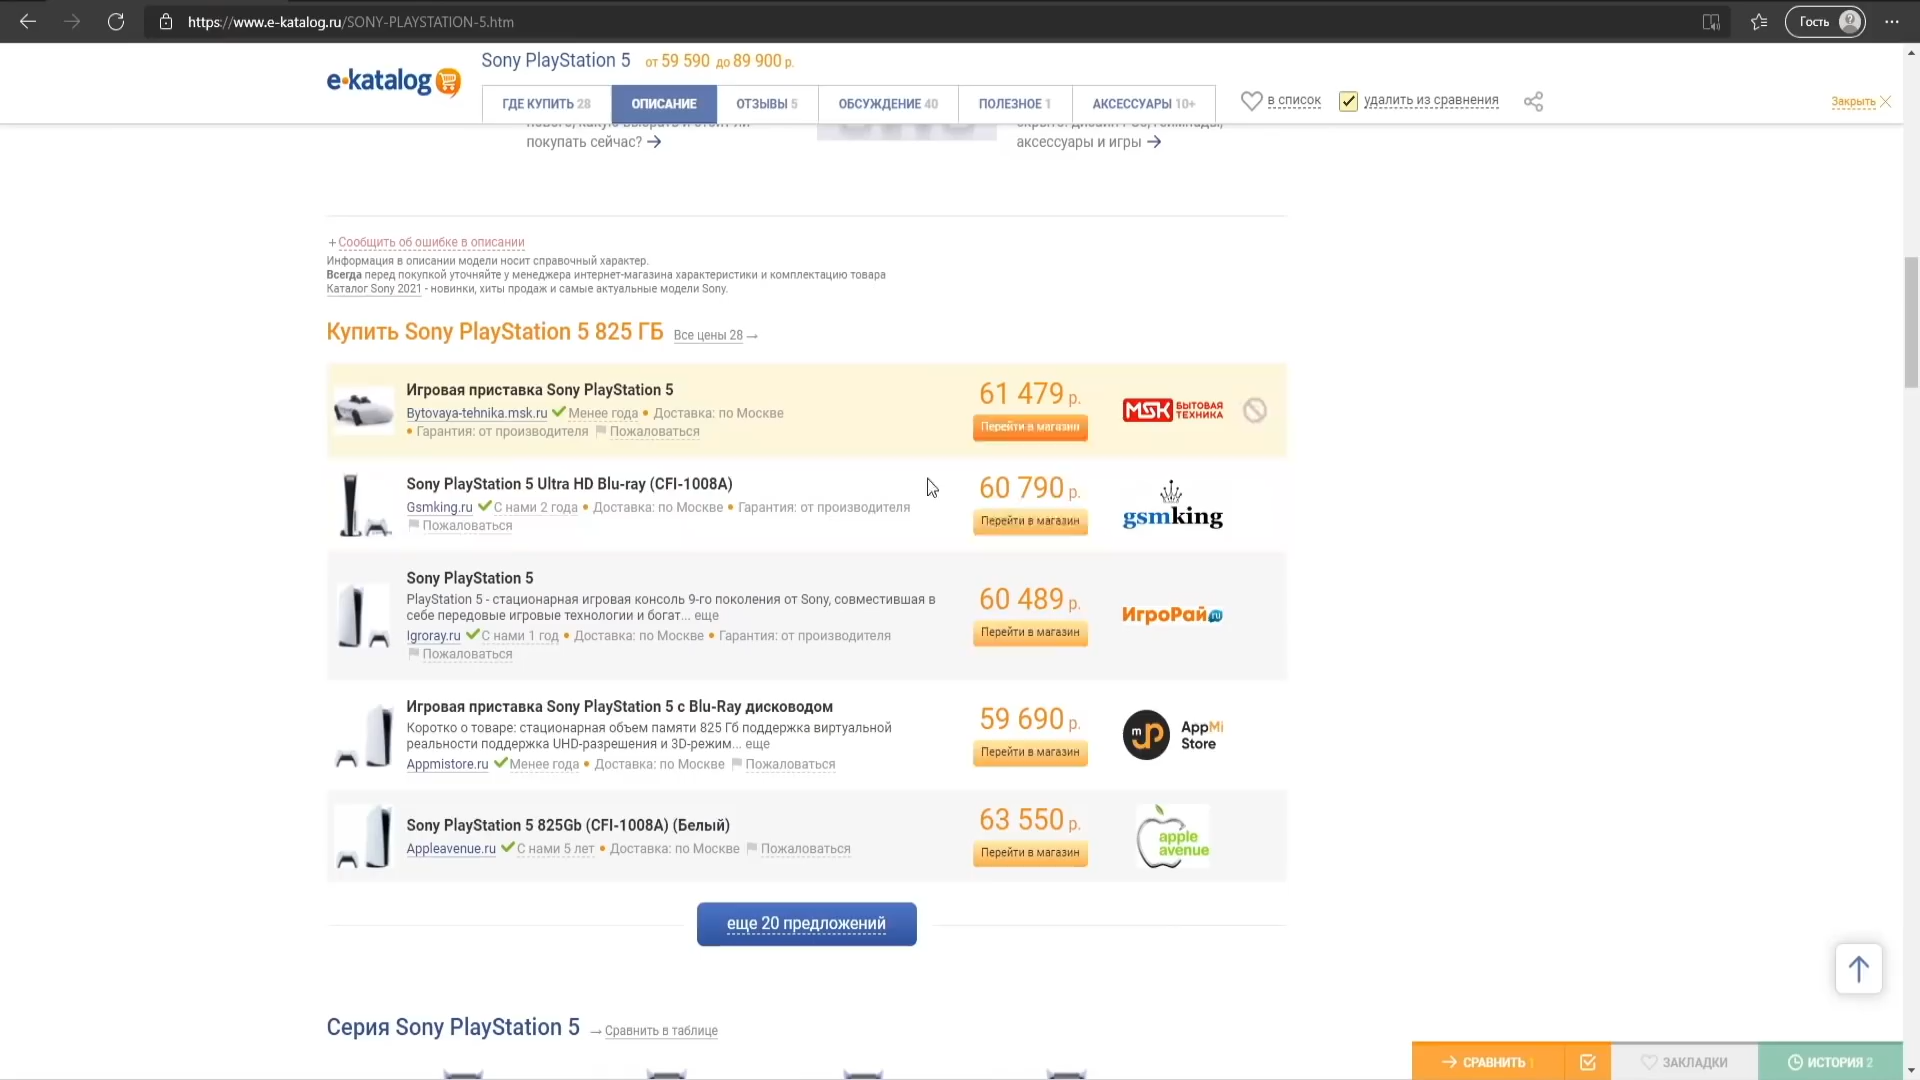 https://www.e-katalog.ru/SONY-PLAYSTATION-5.htm
Гость
e-katalog
Sony PlayStation 5 от 59 590 до 89 900 р.
ГДЕ КУПИТЬ 28
ОПИСАНИЕ
ОТЗЫВЫ 5
ОБСУЖДЕНИЕ 40
ПОЛЕЗНОЕ 1
АКСЕССУАРЫ 10+
в список
удалить из сравнения
Закрыть
покупать сейчас? →
аксессуары и игры →
+ Сообщить об ошибке в описании
Информация в описании модели носит справочный характер.
Всегда перед покупкой уточняйте у менеджера интернет-магазина характеристики и комплектацию товара
Каталог Sony 2021 - новинки, хиты продаж и самые актуальные модели Sony.
Купить Sony PlayStation 5 825 ГБ Все цены 28 →
Игровая приставка Sony PlayStation 5
Bytovaya-tehnika.msk.ru Менее года • Доставка: по Москве
• Гарантия: от производителя Пожаловаться
61 479 р.
Перейти в магазин
MSK БЫТОВАЯ ТЕХНИКА
Sony PlayStation 5 Ultra HD Blu-ray (CFI-1008A)
Gsmking.ru С нами 2 года • Доставка: по Москве • Гарантия: от производителя
Пожаловаться
60 790 р.
Перейти в магазин
gsmking
Sony PlayStation 5
PlayStation 5 - стационарная игровая консоль 9-го поколения от Sony, совместившая в
себе передовые игровые технологии и богат... еще
Igroray.ru С нами 1 год • Доставка: по Москве • Гарантия: от производителя
Пожаловаться
60 489 р.
Перейти в магазин
ИгроРай.ru
Игровая приставка Sony PlayStation 5 с Blu-Ray дисководом
Коротко о товаре: стационарная объем памяти 825 Гб поддержка виртуальной
реальности поддержка UHD-разрешения и 3D-режим... еще
Appmistore.ru Менее года • Доставка: по Москве Пожаловаться
59 690 р.
Перейти в магазин
AppMi
Store
Sony PlayStation 5 825Gb (CFI-1008A) (Белый)
Appleavenue.ru С нами 5 лет • Доставка: по Москве Пожаловаться
63 550 р.
Перейти в магазин
apple
avenue
еще 20 предложений
Серия Sony PlayStation 5 → Сравнить в таблице
→ СРАВНИТЬ 1
ЗАКЛАДКИ
ИСТОРИЯ 2